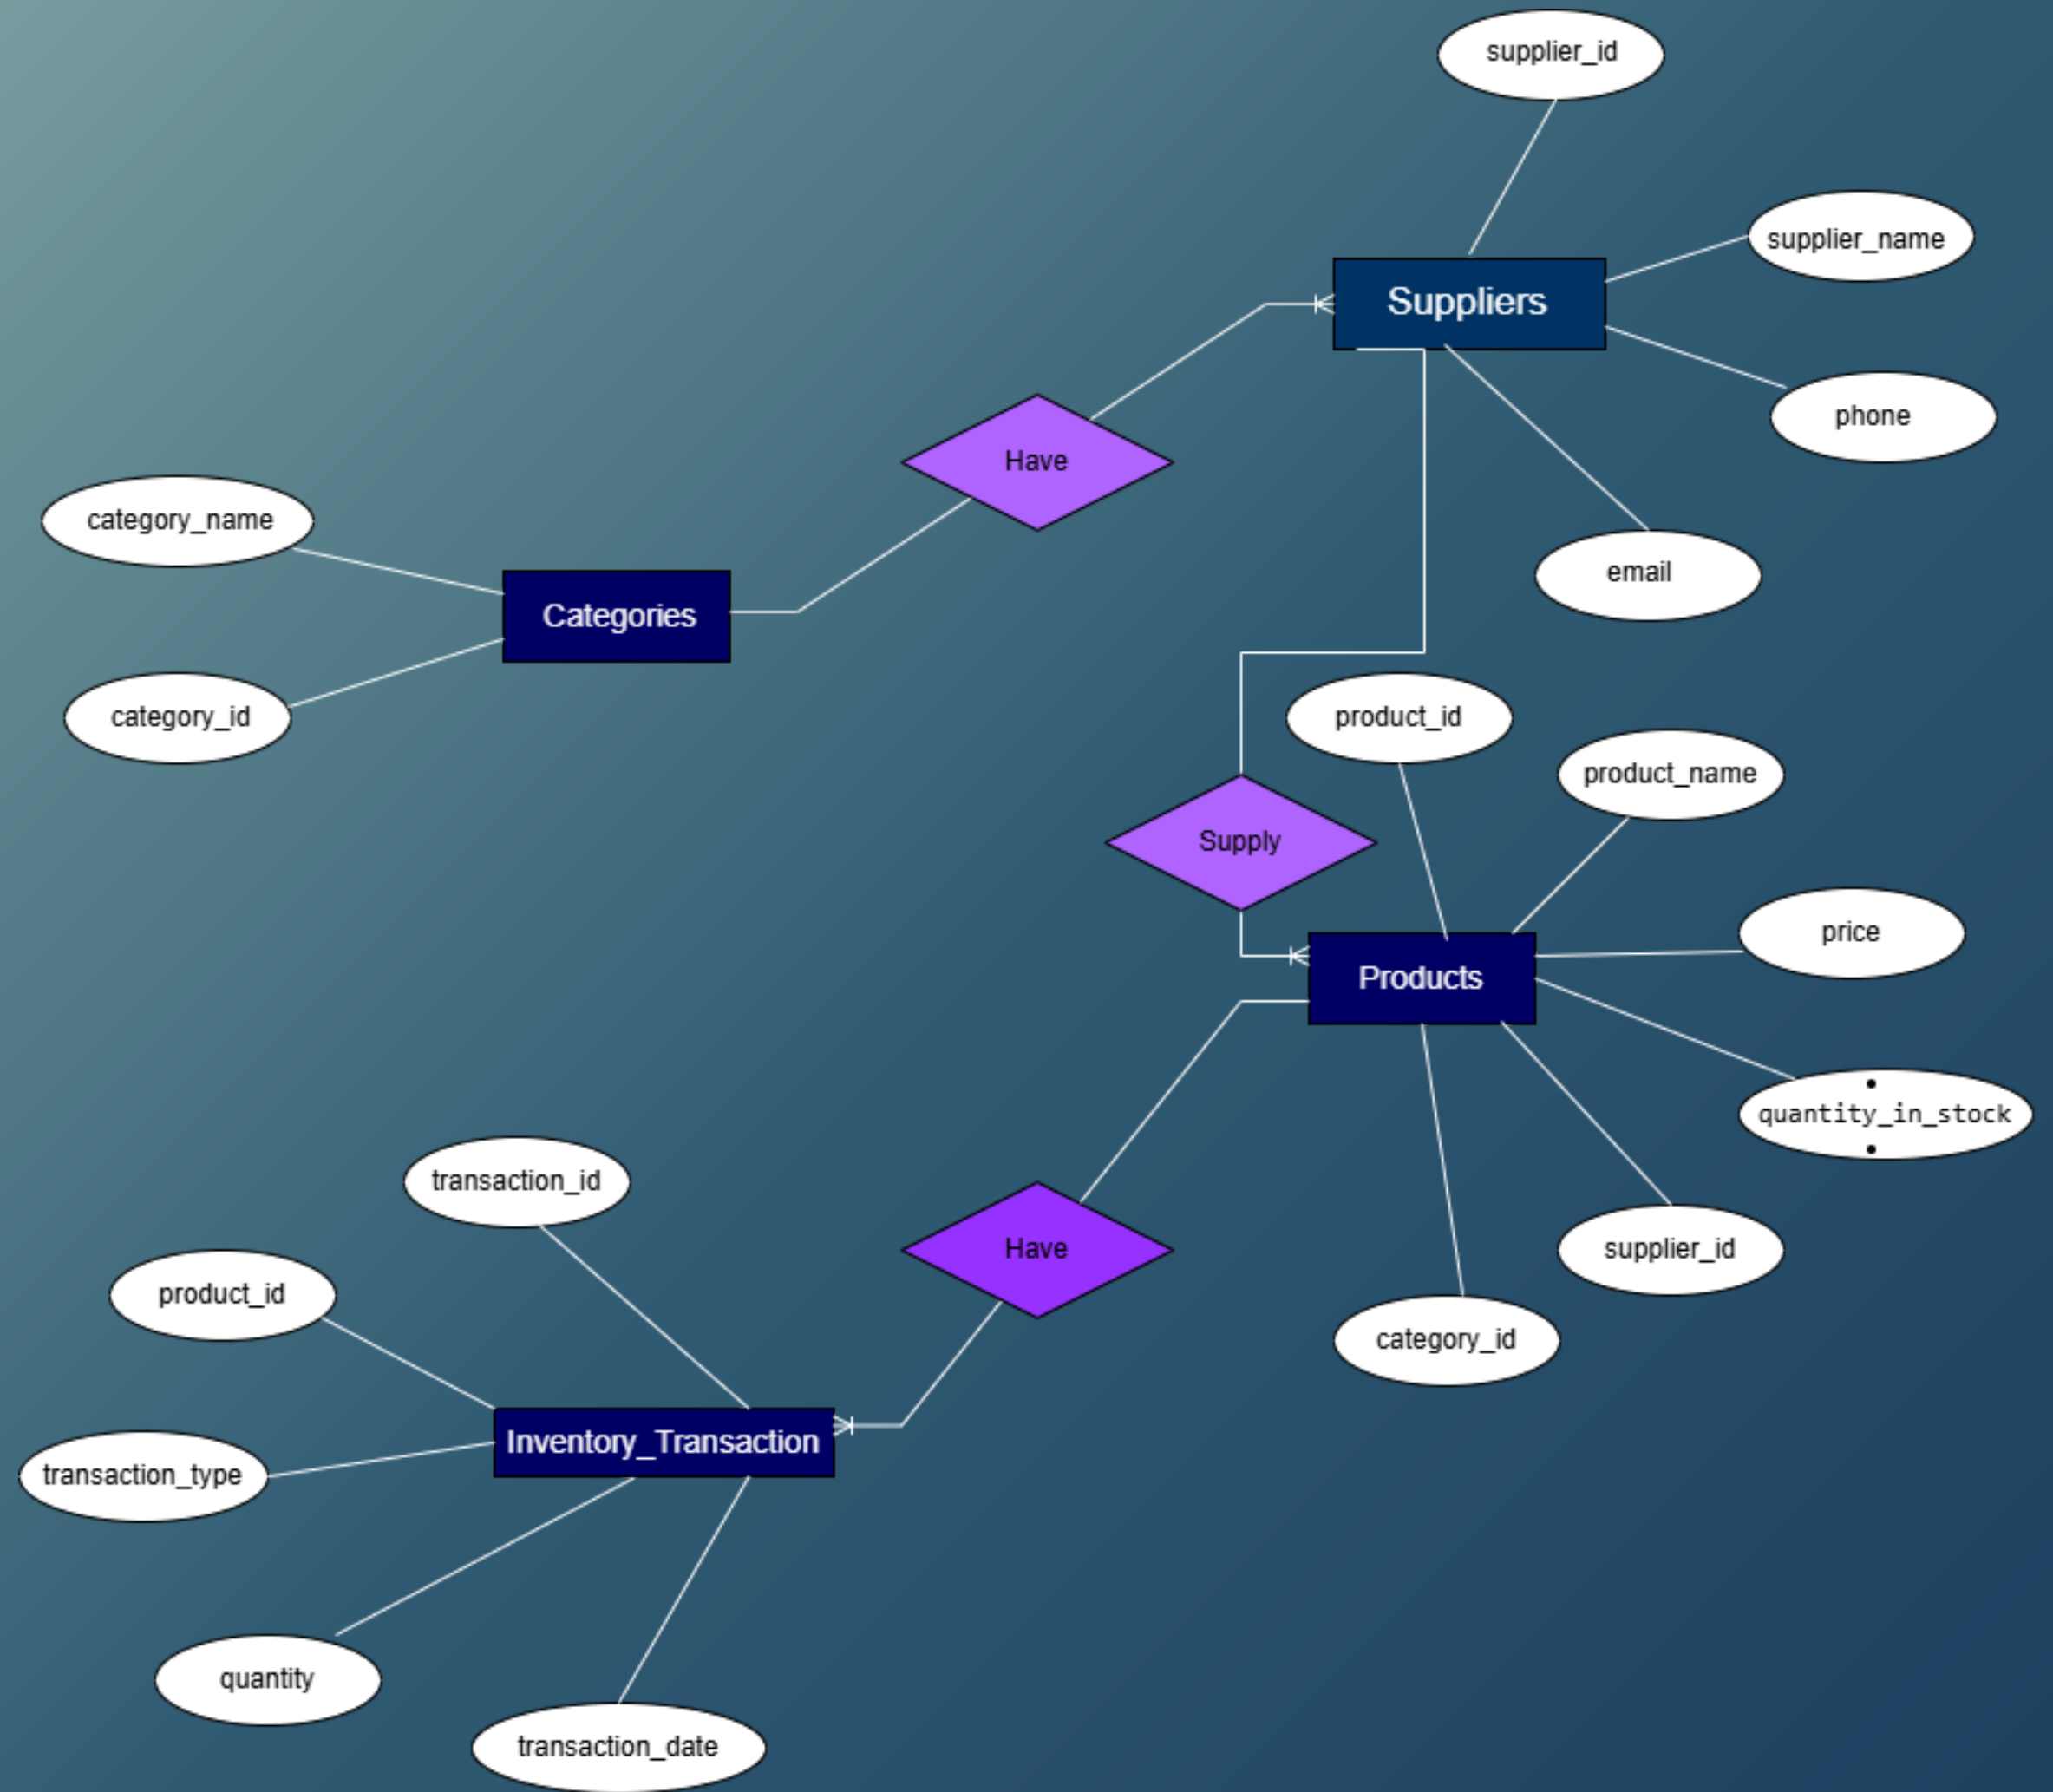 supplier_id
supplier_name
Suppliers
phone
Have
category_name
email
Categories
category_id
product_id
product_name
Supply
price
Products
quantity_in_stock
transaction_id
Have
supplier_id
product_id
category_id
Inventory_Transaction
transaction_type
quantity
transaction_date